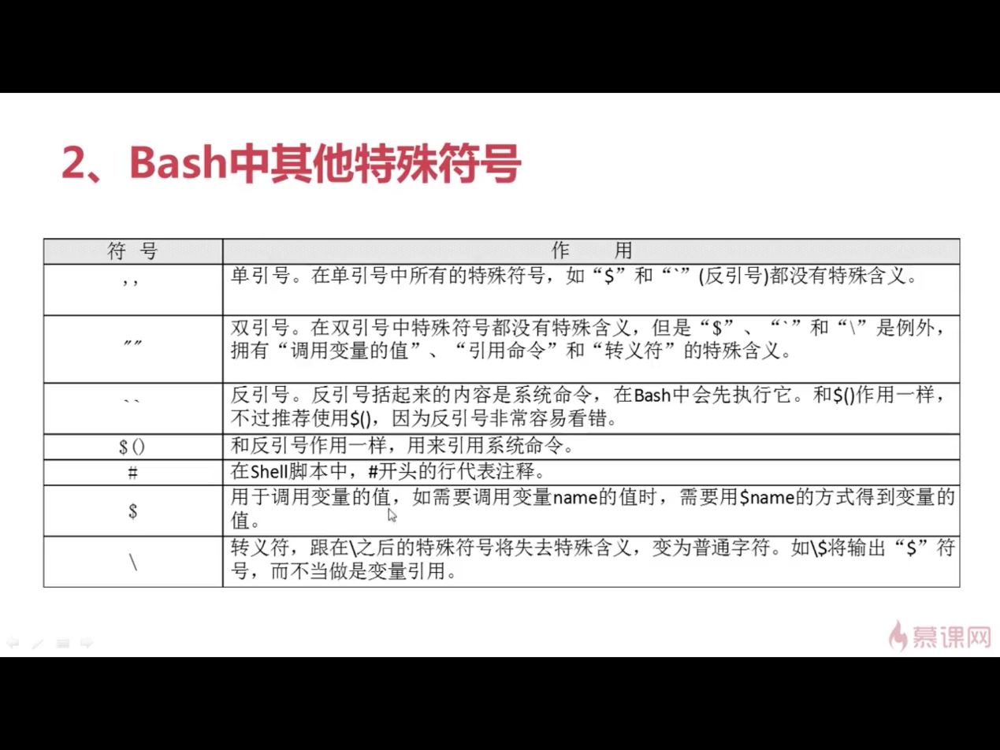 2、Bash中其他特殊符号
符 号 作 用
，， 单引号。在单引号中所有的特殊符号，如“$”和“`”(反引号)都没有特殊含义。
"" 双引号。在双引号中特殊符号都没有特殊含义，但是“$”、“`”和“\”是例外，
拥有“调用变量的值”、“引用命令”和“转义符”的特殊含义。
`` 反引号。反引号括起来的内容是系统命令，在Bash中会先执行它。和$()作用一样，
不过推荐使用$()，因为反引号非常容易看错。
$() 和反引号作用一样，用来引用系统命令。
# 在Shell脚本中，#开头的行代表注释。
$ 用于调用变量的值，如需要调用变量name的值时，需要用$name的方式得到变量的
值。
\ 转义符，跟在\之后的特殊符号将失去特殊含义，变为普通字符。如\$将输出“$”符
号，而不当做是变量引用。
慕课网